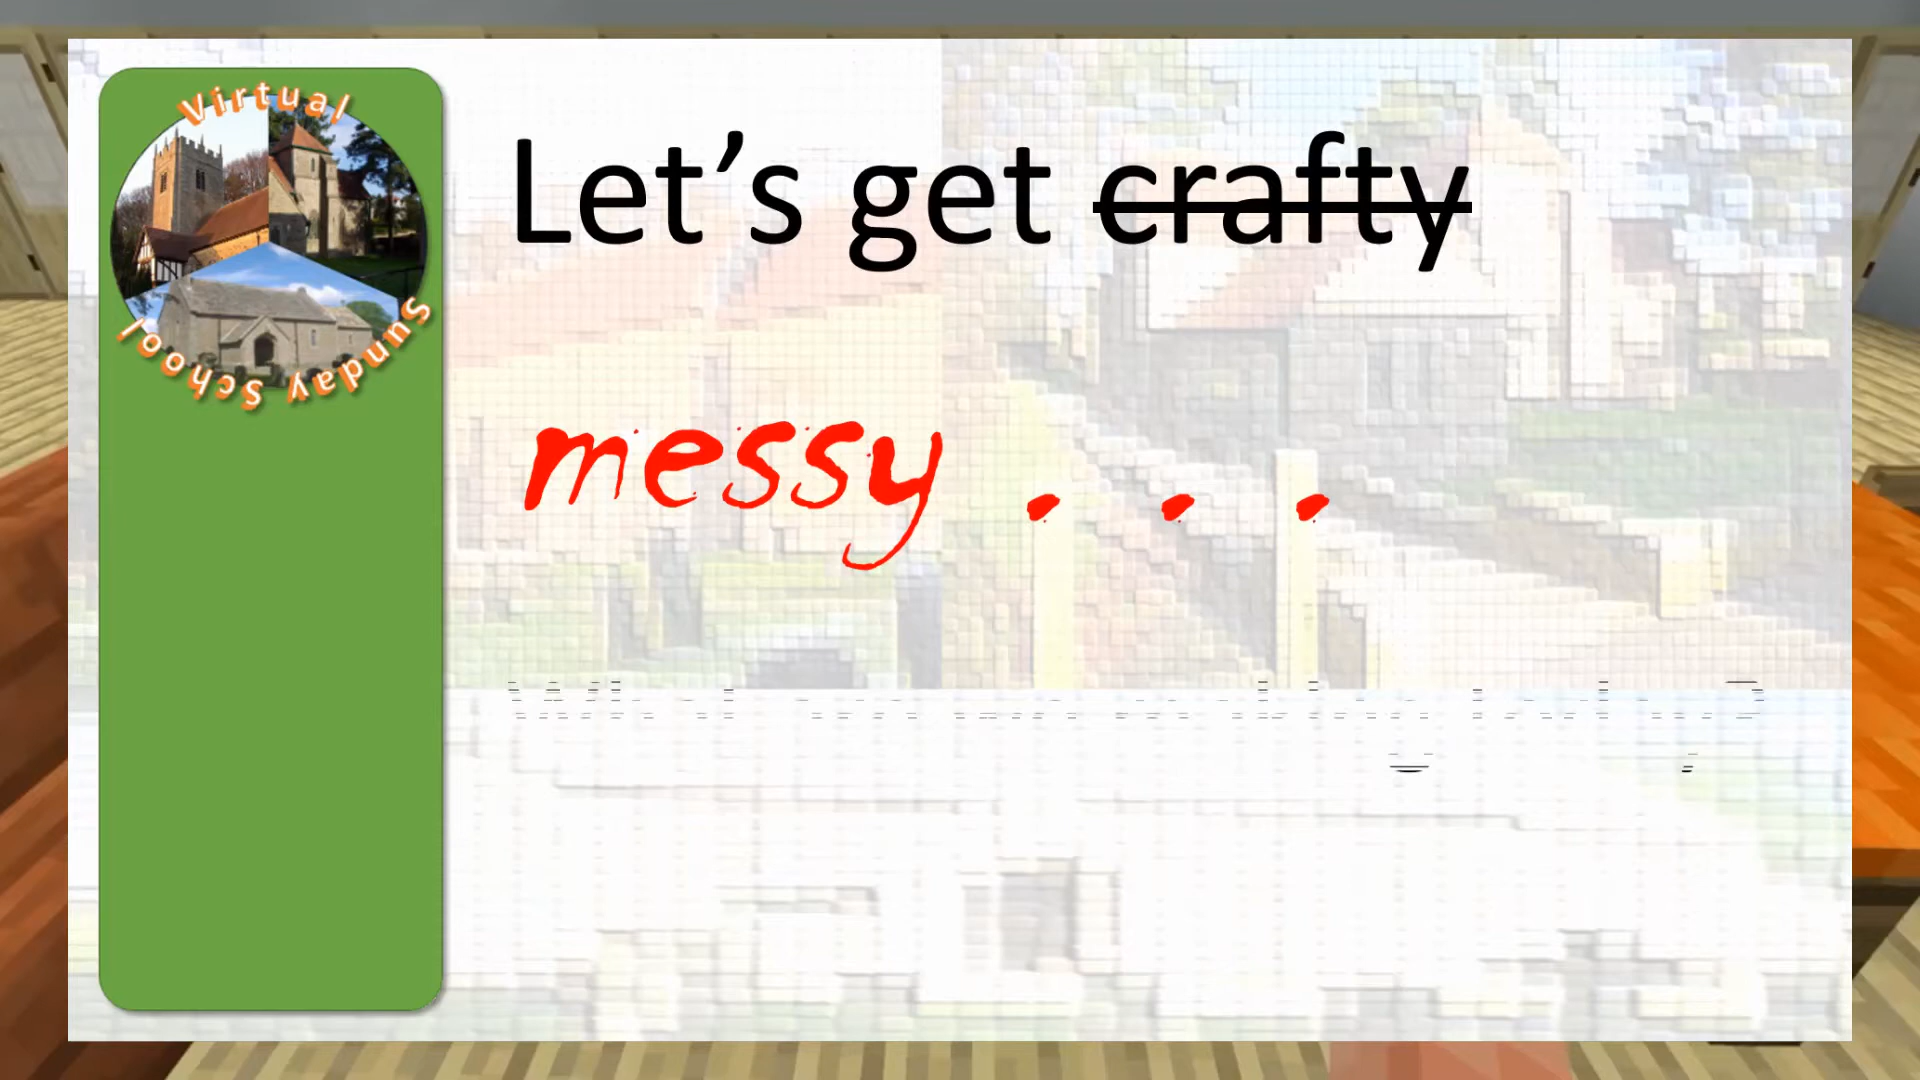 Virtual
Sunday School
Let's get crafty
messy . . .